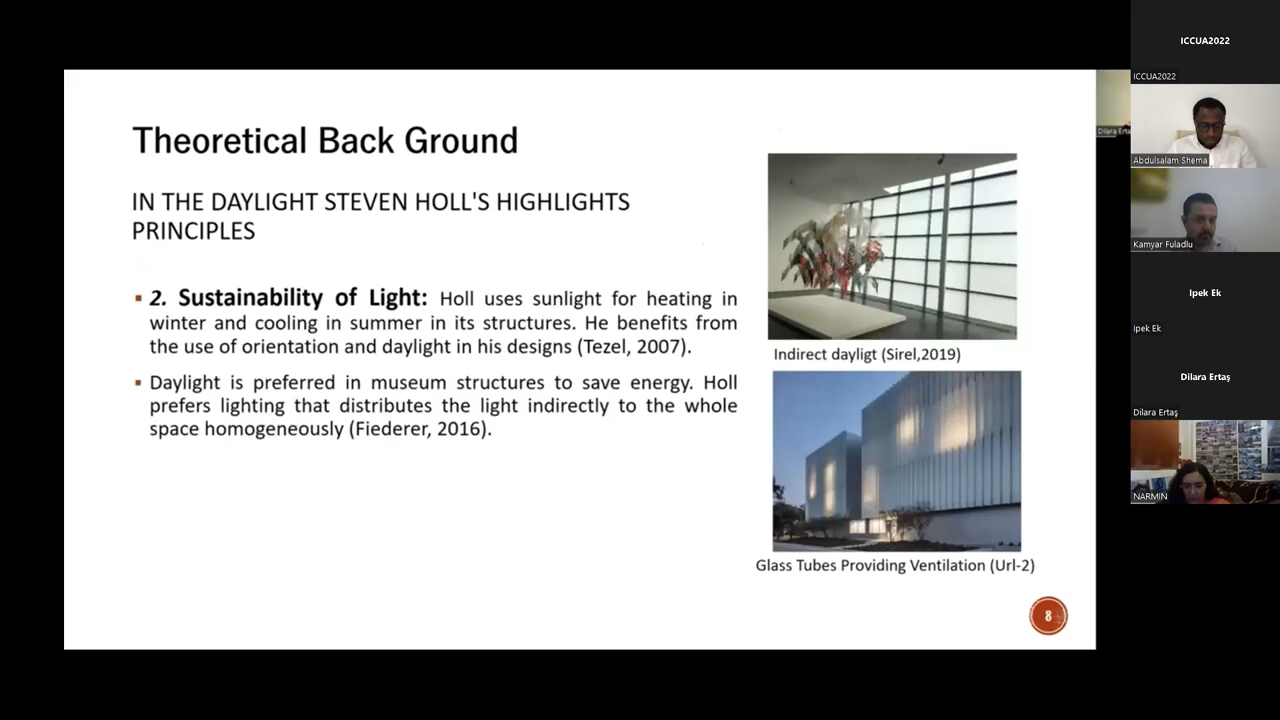 Theoretical Back Ground
IN THE DAYLIGHT STEVEN HOLL'S HIGHLIGHTS
PRINCIPLES
2. Sustainability of Light: Holl uses sunlight for heating in
winter and cooling in summer in its structures. He benefits from
the use of orientation and daylight in his designs (Tezel, 2007).
Daylight is preferred in museum structures to save energy. Holl
prefers lighting that distributes the light indirectly to the whole
space homogeneously (Fiederer, 2016).
Indirect dayligt (Sirel,2019)
Glass Tubes Providing Ventilation (Url-2)
8
Dilara Erta
ICCUA2022
ICCUA2022
Abdulsalam Shema
Kamyar Fuladlu
Ipek Ek
Ipek Ek
Dilara Ertaş
Dilara Ertaş
NARMIN